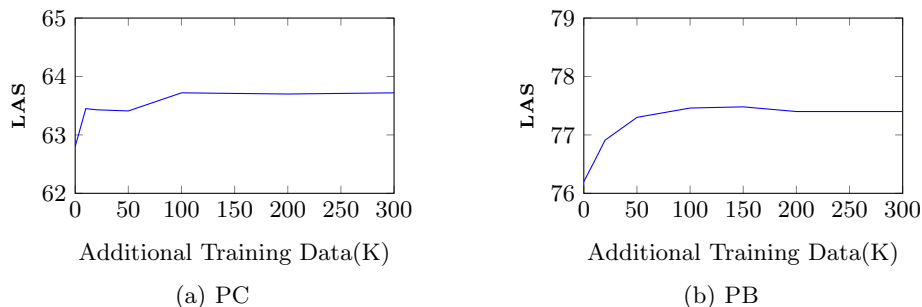 65
64
63
62
LAS
0 50 100 150 200 250 300
Additional Training Data(K)
(a) PC
79
78
77
76
LAS
0 50 100 150 200 250 300
Additional Training Data(K)
(b) PB